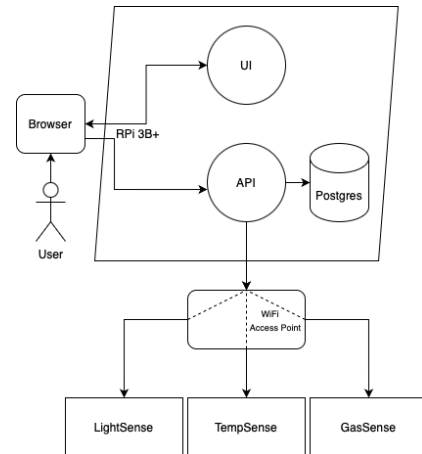 UI
Browser
RPi 3B+
API
Postgres
User
WiFi
Access Point
LightSense
TempSense
GasSense